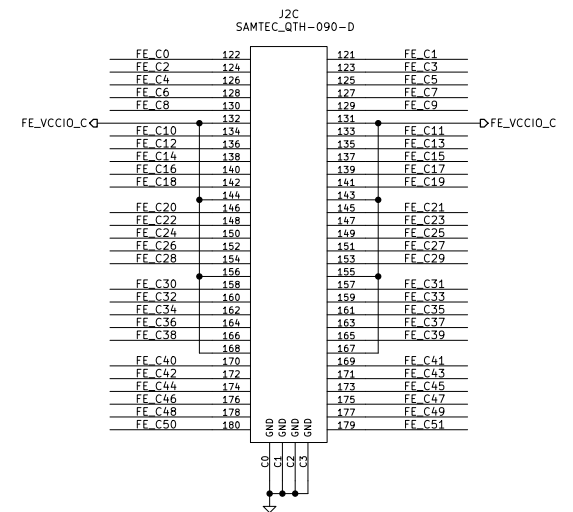 J2C
SAMTEC_QTH-090-D
FE_C0 122 121 FE_C1
FE_C2 124 123 FE_C3
FE_C4 126 125 FE_C5
FE_C6 128 127 FE_C7
FE_C8 130 129 FE_C9
FE_VCCIO_C 132 131 FE_VCCIO_C
FE_C10 134 133 FE_C11
FE_C12 136 135 FE_C13
FE_C14 138 137 FE_C15
FE_C16 140 139 FE_C17
FE_C18 142 141 FE_C19
144 143
FE_C20 146 145 FE_C21
FE_C22 148 147 FE_C23
FE_C24 150 149 FE_C25
FE_C26 152 151 FE_C27
FE_C28 154 153 FE_C29
156 155
FE_C30 158 157 FE_C31
FE_C32 160 159 FE_C33
FE_C34 162 161 FE_C35
FE_C36 164 163 FE_C37
FE_C38 166 165 FE_C39
168 167
FE_C40 170 169 FE_C41
FE_C42 172 171 FE_C43
FE_C44 174 173 FE_C45
FE_C46 176 175 FE_C47
FE_C48 178 177 FE_C49
FE_C50 180 179 FE_C51
GND GND GND GND
C0 C1 C2 C3